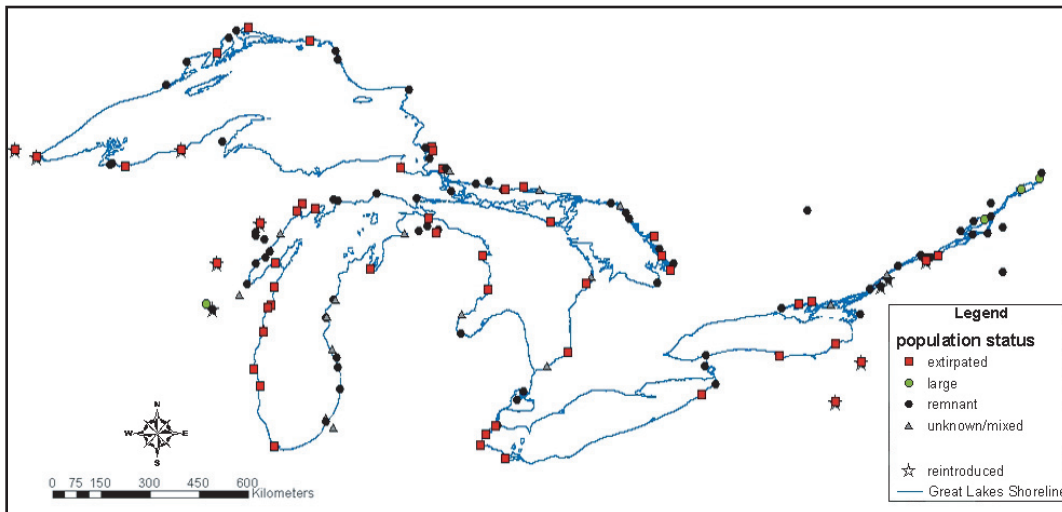 N
W E
S
0 75 150 300 450 600
Kilometers
Legend
population status
extirpated
large
remnant
unknown/mixed
reintroduced
Great Lakes Shoreline